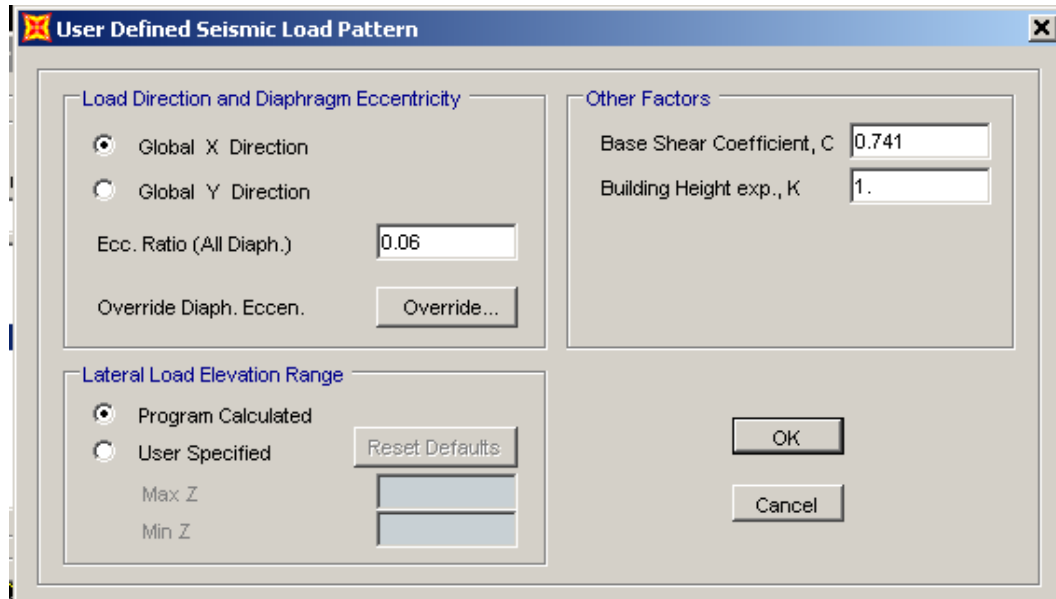 User Defined Seismic Load Pattern
Load Direction and Diaphragm Eccentricity
Global X Direction
Global Y Direction
Ecc. Ratio (All Diaph.) 0.06
Override Diaph. Eccen. Override...
Other Factors
Base Shear Coefficient, C 0.741
Building Height exp., K 1.
Lateral Load Elevation Range
Program Calculated
User Specified Reset Defaults
Max Z
Min Z
OK
Cancel